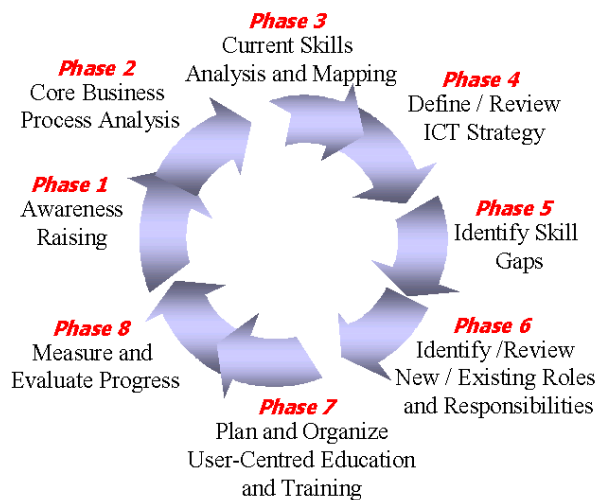 Phase 1
Awareness
Raising
Phase 2
Core Business
Process Analysis
Phase 3
Current Skills
Analysis and Mapping
Phase 4
Define / Review
ICT Strategy
Phase 5
Identify Skill
Gaps
Phase 6
Identify /Review
New / Existing Roles
and Responsibilities
Phase 7
Plan and Organize
User-Centred Education
and Training
Phase 8
Measure and
Evaluate Progress